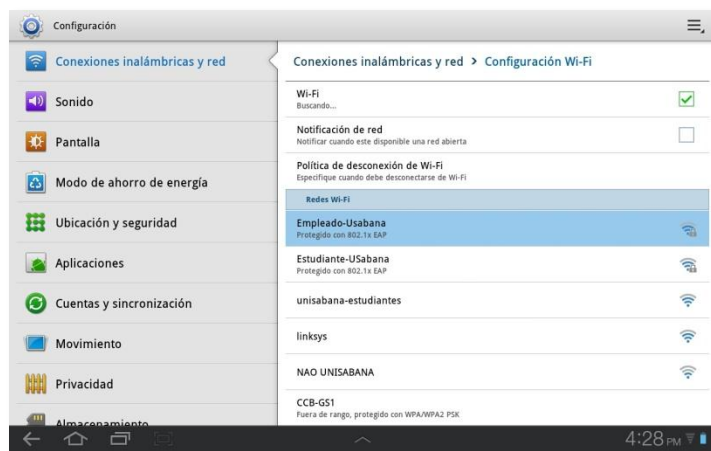 Configuración
Conexiones inalámbricas y red
Sonido
Pantalla
Modo de ahorro de energía
Ubicación y seguridad
Aplicaciones
Cuentas y sincronización
Movimiento
Privacidad
Almacenamiento
Conexiones inalámbricas y red > Configuración Wi-Fi
Wi-Fi
Buscando...
Notificación de red
Notificar cuando este disponible una red abierta
Política de desconexión de Wi-Fi
Especifique cuando debe desconectarse de Wi-Fi
Redes Wi-Fi
Empleado-Usabana
Protegido con 802.1x EAP
Estudiante-USabana
Protegido con 802.1x EAP
unisabana-estudiantes
linksys
NAO UNISABANA
CCB-GS1
Fuera de rango, protegido con WPA/WPA2 PSK
4:28 PM